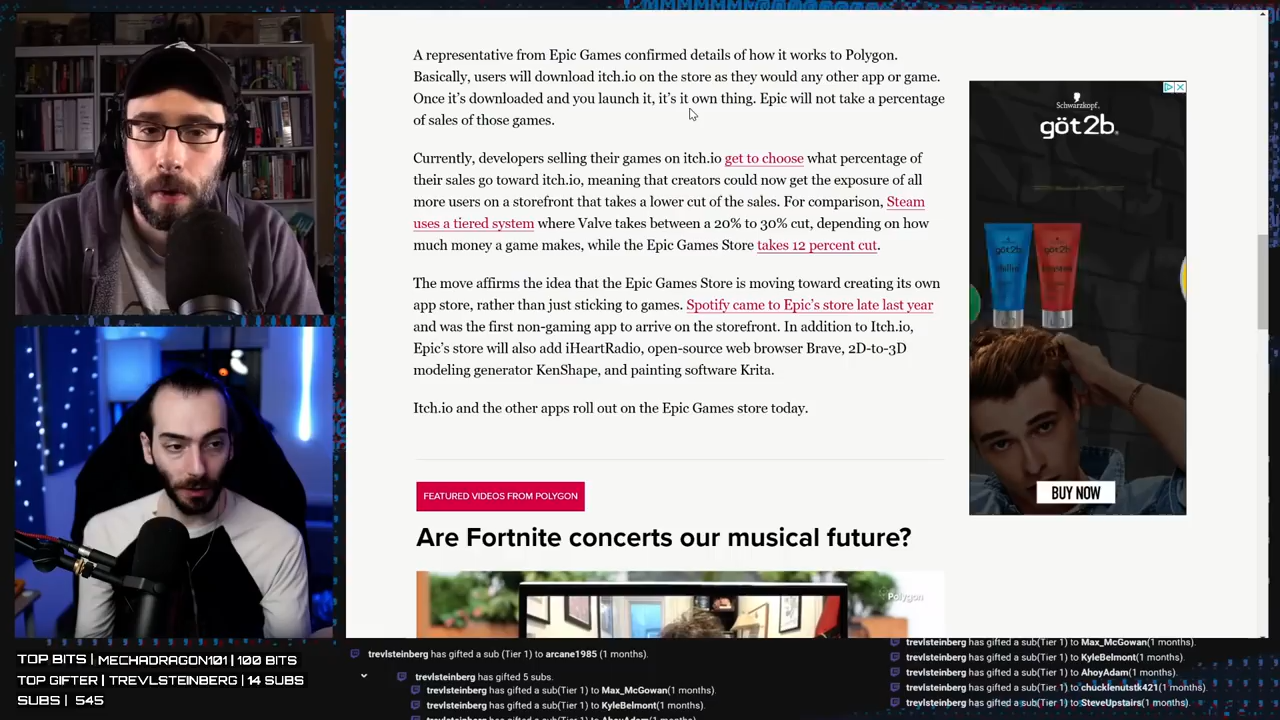 A representative from Epic Games confirmed details of how it works to Polygon.
Basically, users will download itch.io on the store as they would any other app or game.
Once it's downloaded and you launch it, it's it own thing. Epic will not take a percentage
of sales of those games.
Currently, developers selling their games on itch.io get to choose what percentage of
their sales go toward itch.io, meaning that creators could now get the exposure of all
more users on a storefront that takes a lower cut of the sales. For comparison, Steam
uses a tiered system where Valve takes between a 20% to 30% cut, depending on how
much money a game makes, while the Epic Games Store takes 12 percent cut.
The move affirms the idea that the Epic Games Store is moving toward creating its own
app store, rather than just sticking to games. Spotify came to Epic's store late last year
and was the first non-gaming app to arrive on the storefront. In addition to Itch.io,
Epic's store will also add iHeartRadio, open-source web browser Brave, 2D-to-3D
modeling generator KenShape, and painting software Krita.
Itch.io and the other apps roll out on the Epic Games store today.
FEATURED VIDEOS FROM POLYGON
Are Fortnite concerts our musical future?
Polygon
Schwarzkopf
göt2b
göt2b
göt2b
BUY NOW
TOP BITS | MECHADRAGON101 | 100 BITS
TOP GIFTER | TREVLSTEINBERG | 14 SUBS
SUBS | 545
trevlsteinberg has gifted a sub (Tier 1) to arcane1985 (1 months).
trevlsteinberg has gifted 5 subs.
trevlsteinberg has gifted a sub(Tier 1) to Max_McGowan(1 months).
trevlsteinberg has gifted a sub(Tier 1) to KyleBelmont(1 months).
trevlsteinberg has gifted a sub(Tier 1) to Max_McGowan(1 months).
trevlsteinberg has gifted a sub(Tier 1) to KyleBelmont(1 months).
trevlsteinberg has gifted a sub(Tier 1) to AhoyAdam(1 months).
trevlsteinberg has gifted a sub(Tier 1) to chucklenutstk421(1 months).
trevlsteinberg has gifted a sub(Tier 1) to SteveUpstairs(1 months).